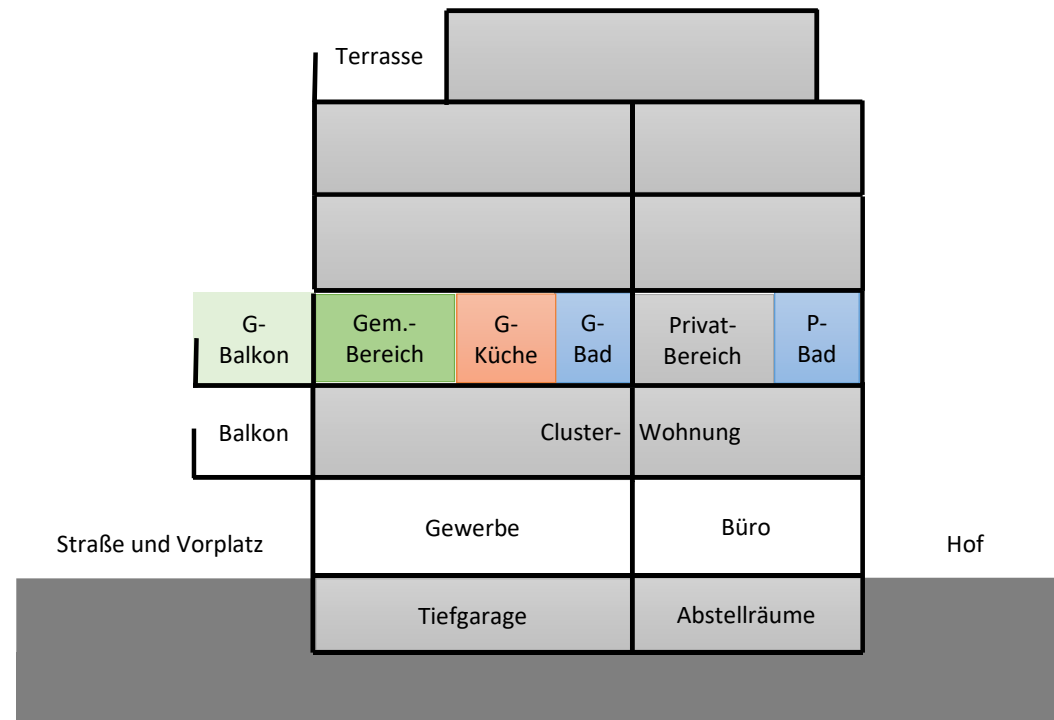 Terrasse
G-
Balkon
Gem.-
Bereich
G-
Küche
G-
Bad
Privat-
Bereich
P-
Bad
Balkon
Cluster- Wohnung
Gewerbe
Büro
Straße und Vorplatz
Hof
Tiefgarage
Abstellräume